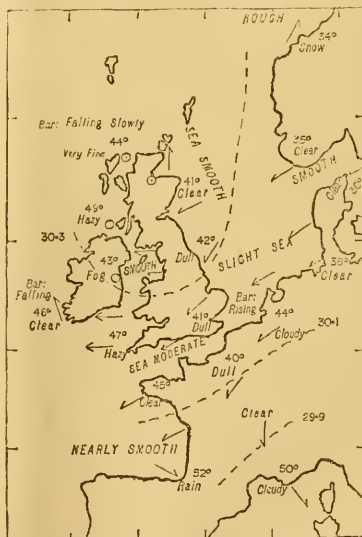 ROUGH
34°
Snow
Bar: Falling Slowly
44°
Very Fine
SEA SMOOTH
35°
Clear
SMOOTH
41°
Clear
49°
Hazy
30·3
43°
Fog
SMOOTH
42°
Dull
SLIGHT SEA
38°
Clear
Bar:
Falling
46°
Clear
41°
Dull
Bar:
Rising
44°
Cloudy
30·1
47°
Hazy
SEA MODERATE
40°
Dull
45°
Clear
Clear
29·9
NEARLY SMOOTH
52°
Rain
50°
Cloudy